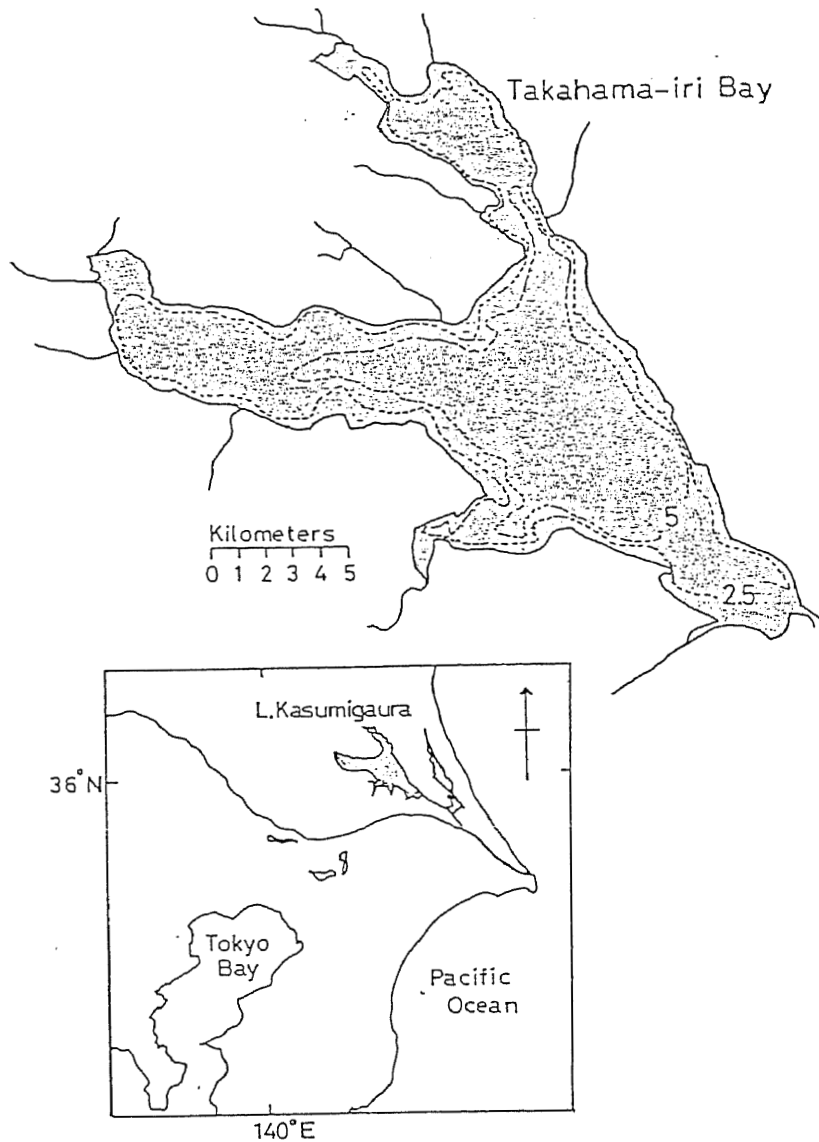 Takahama-iri Bay
Kilometers
0 1 2 3 4 5
5
2.5
L.Kasumigaura
36°N
Tokyo
Bay
Pacific
Ocean
140°E